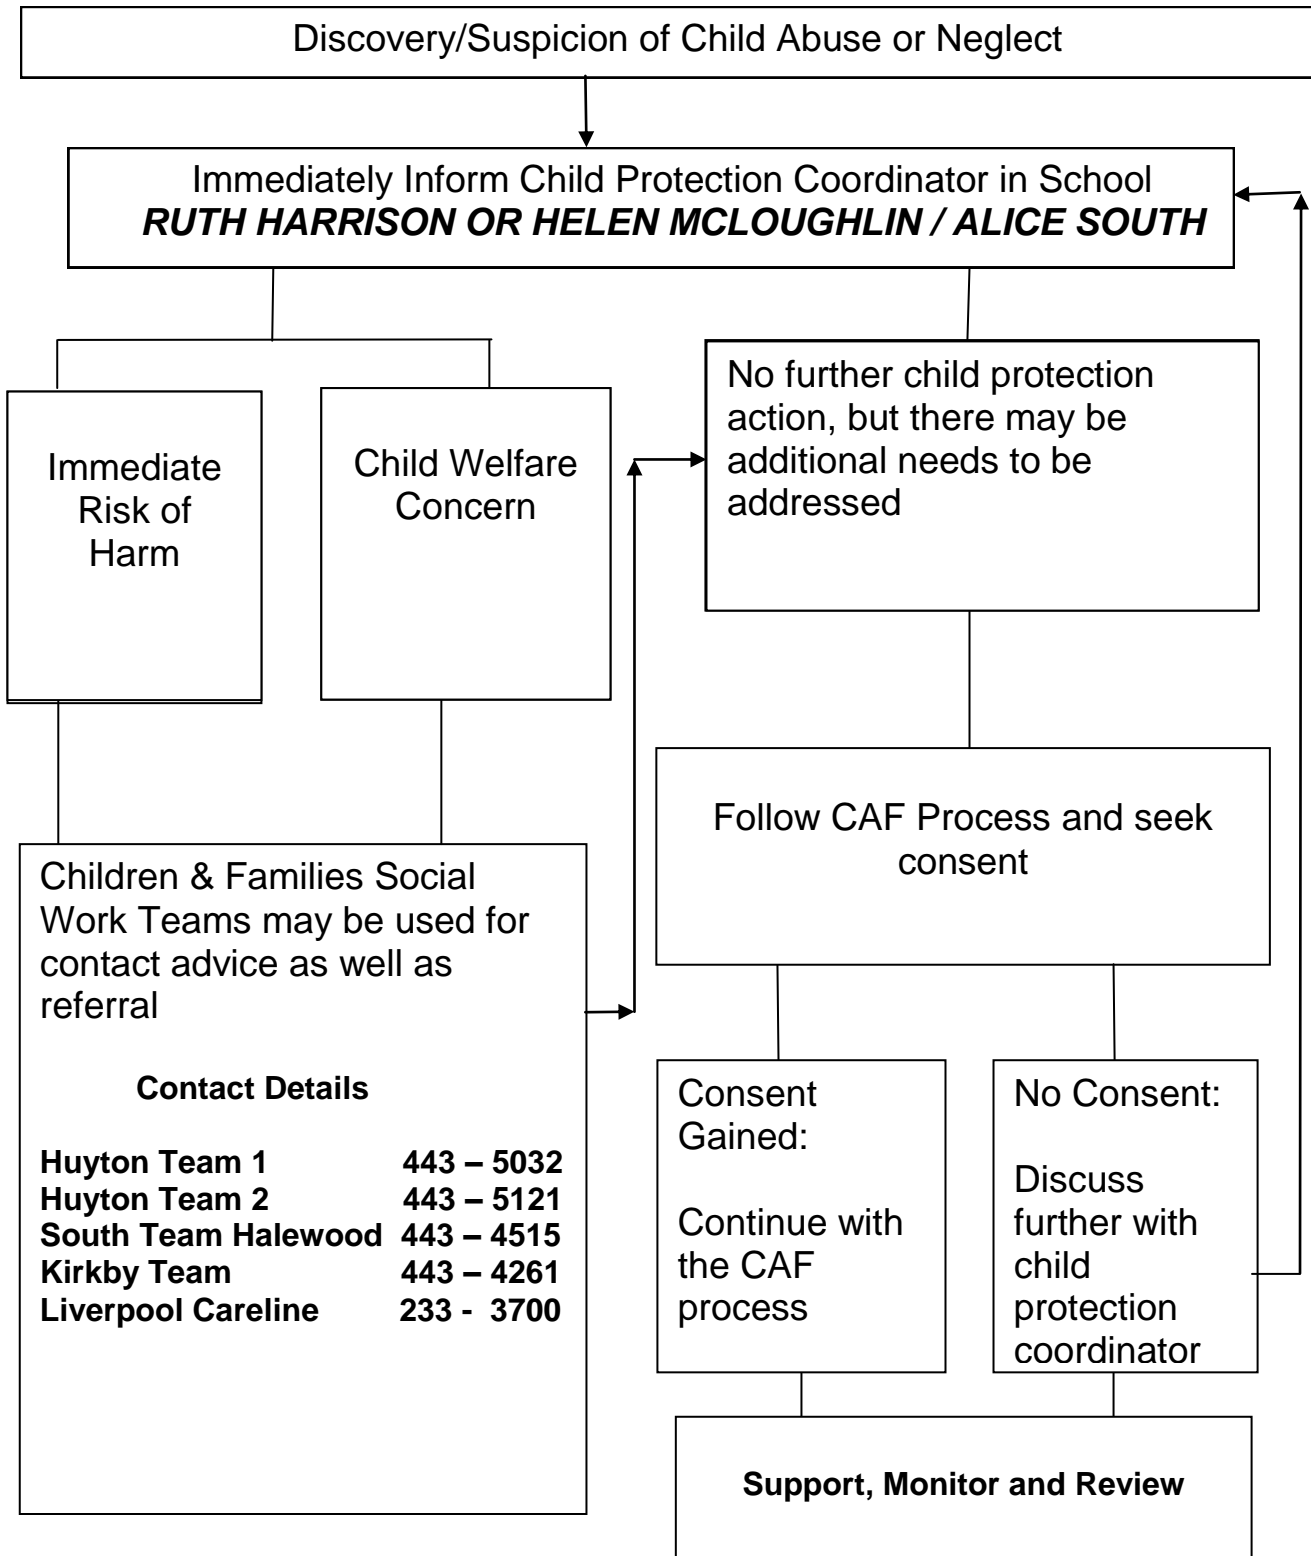 Discovery/Suspicion of Child Abuse or Neglect
Immediately Inform Child Protection Coordinator in School
RUTH HARRISON OR HELEN MCLOUGHLIN / ALICE SOUTH
Immediate
Risk of
Harm
Child Welfare
Concern
No further child protection
action, but there may be
additional needs to be
addressed
Children & Families Social
Work Teams may be used for
contact advice as well as
referral
Contact Details
Huyton Team 1 443 – 5032
Huyton Team 2 443 – 5121
South Team Halewood 443 – 4515
Kirkby Team 443 – 4261
Liverpool Careline 233 - 3700
Follow CAF Process and seek
consent
Consent
Gained:
Continue with
the CAF
process
No Consent:
Discuss
further with
child
protection
coordinator
Support, Monitor and Review